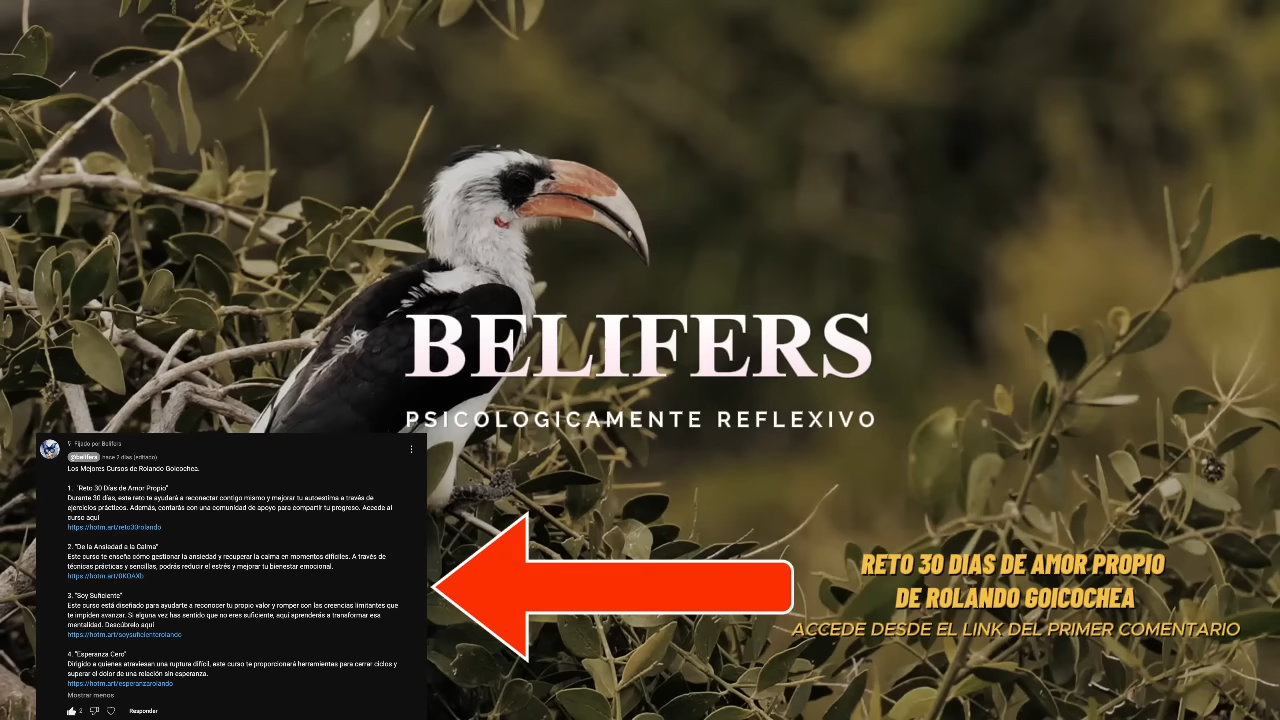 BELIFERS
PSICOLOGICAMENTE REFLEXIVO
Fijado por Belifers
@belifers hace 2 días (editado)
Los Mejores Cursos de Rolando Goicochea.
1. "Reto 30 Días de Amor Propio"
Durante 30 días, este reto te ayudará a reconectar contigo mismo y mejorar tu autoestima a través de
ejercicios prácticos. Además, contarás con una comunidad de apoyo para compartir tu progreso. Accede al
curso aquí
https://hotm.art/reto30rolando
2. "De la Ansiedad a la Calma"
Este curso te enseña cómo gestionar la ansiedad y recuperar la calma en momentos difíciles. A través de
técnicas prácticas y sencillas, podrás reducir el estrés y mejorar tu bienestar emocional.
https://hotm.art/0KOAXb
3. "Soy Suficiente"
Este curso está diseñado para ayudarte a reconocer tu propio valor y romper con las creencias limitantes que
te impiden avanzar. Si alguna vez has sentido que no eres suficiente, aquí aprenderás a transformar esa
mentalidad. Descúbrelo aquí
https://hotm.art/soysuficienterolando
4. "Esperanza Cero"
Dirigido a quienes atraviesan una ruptura difícil, este curso te proporcionará herramientas para cerrar ciclos y
superar el dolor de una relación sin esperanza.
https://hotm.art/esperanzarolando
Mostrar menos
2 Responder
RETO 30 DIAS DE AMOR PROPIO
DE ROLANDO GOICOCHEA
ACCEDE DESDE EL LINK DEL PRIMER COMENTARIO